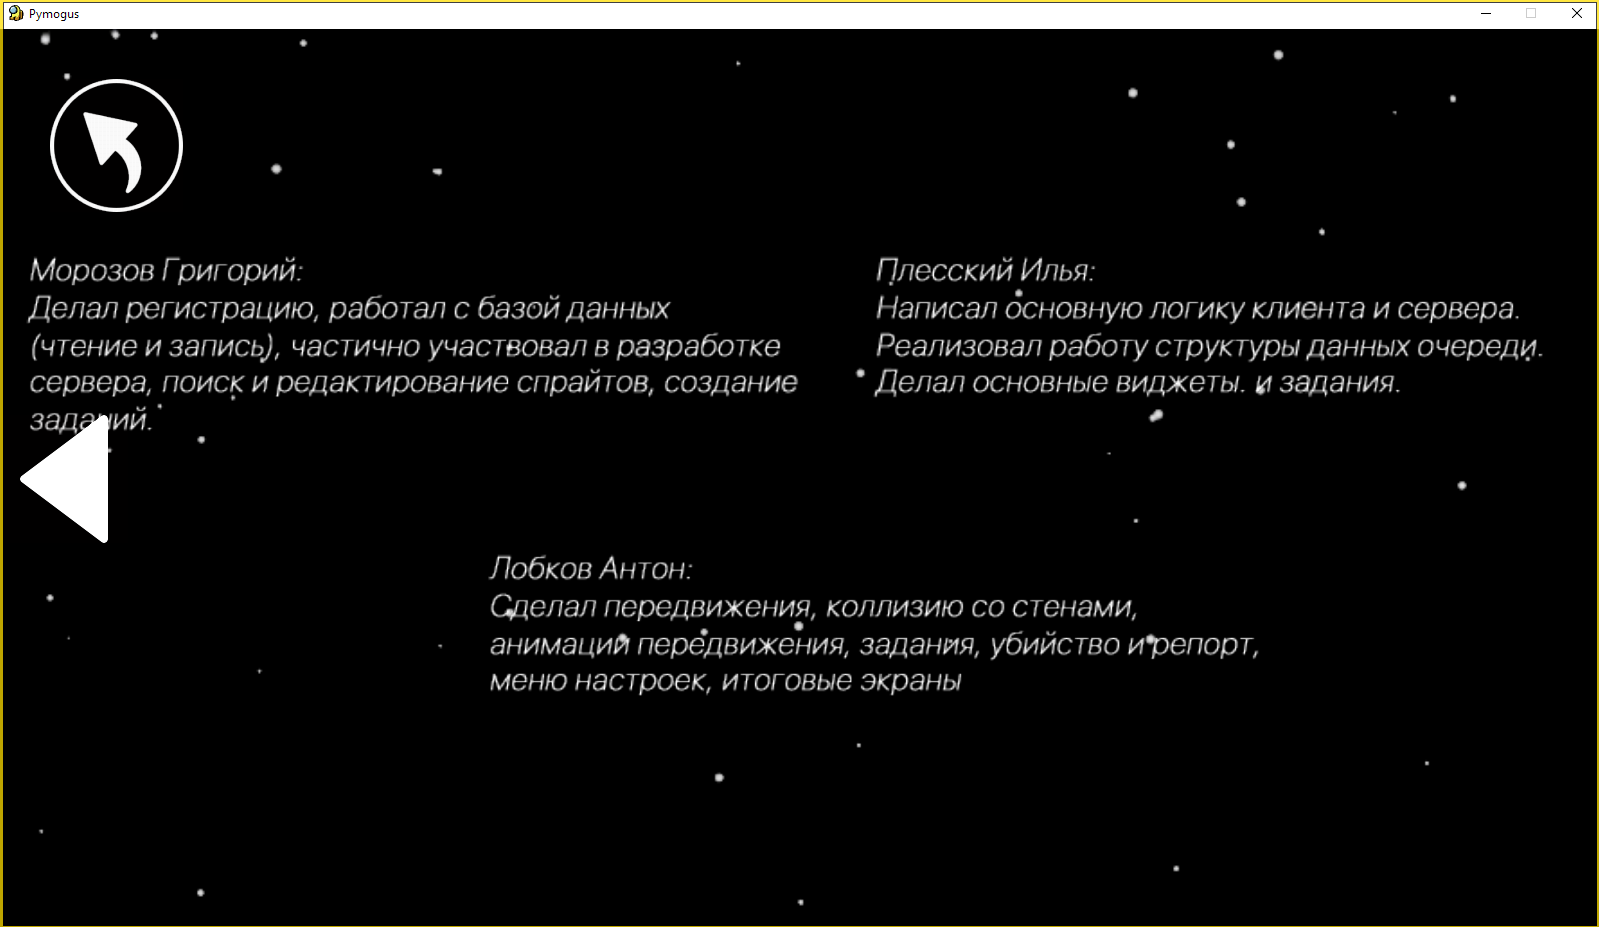 Pymogus
Морозов Григорий:
Делал регистрацию, работал с базой данных
(чтение и запись), частично участвовал в разработке
сервера, поиск и редактирование спрайтов, создание
заданий.
Плесский Илья:
Написал основную логику клиента и сервера.
Реализовал работу структуры данных очереди.
Делал основные виджеты. и задания.
Лобков Антон:
Сделал передвижения, коллизию со стенами,
анимации передвижения, задания, убийство и репорт,
меню настроек, итоговые экраны